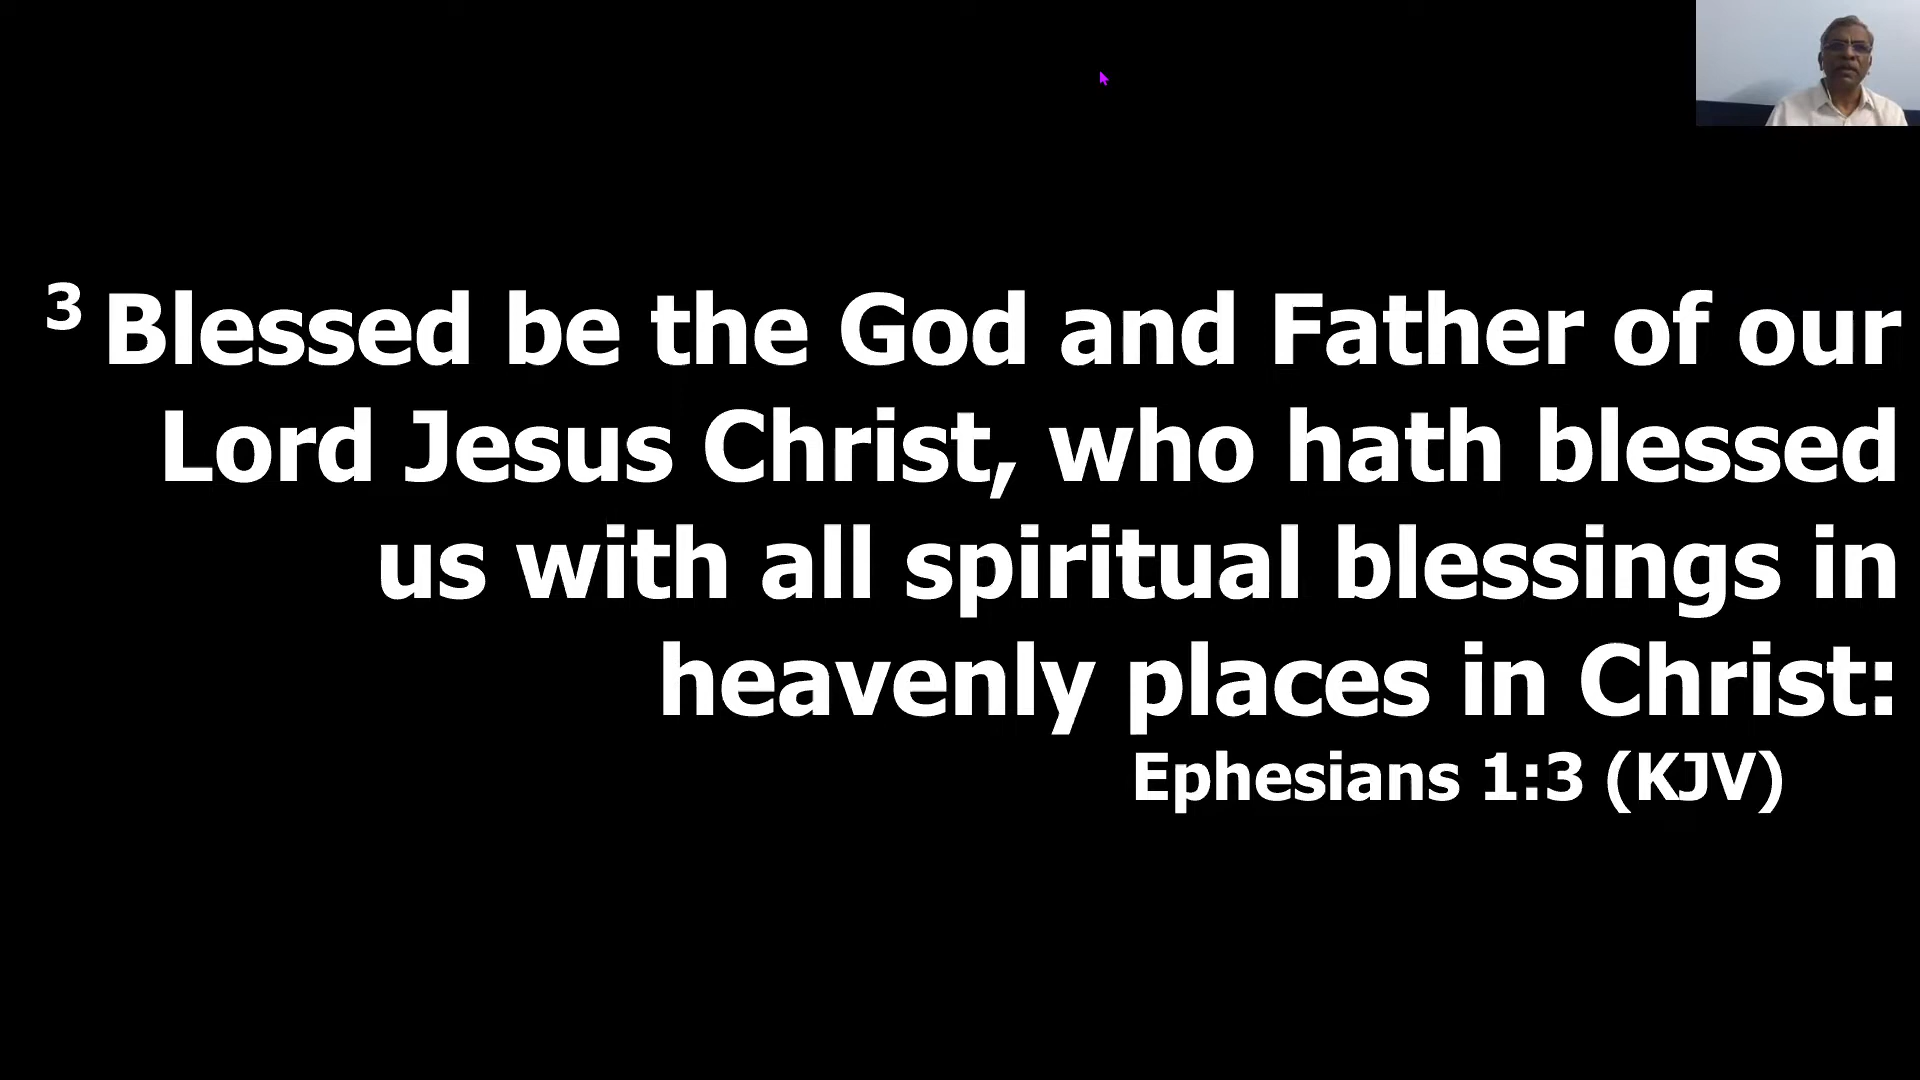 3 Blessed be the God and Father of our
Lord Jesus Christ, who hath blessed
us with all spiritual blessings in
heavenly places in Christ:
Ephesians 1:3 (KJV)